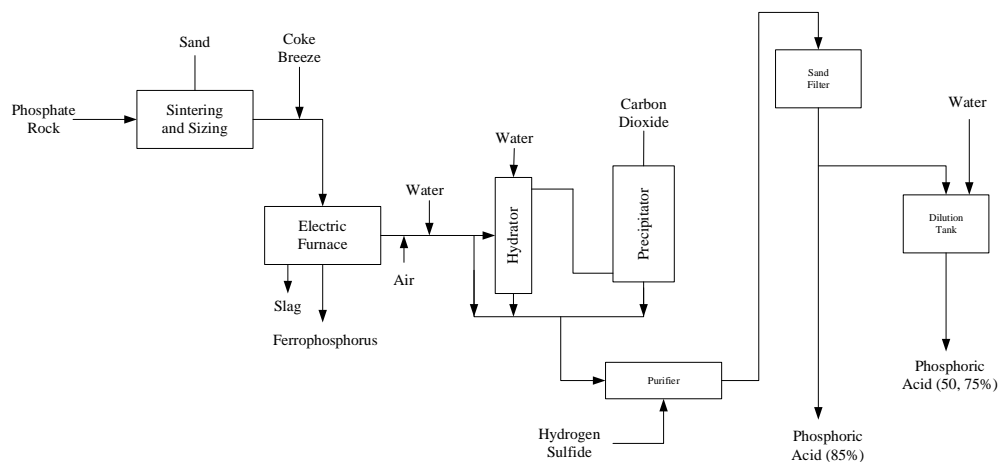 Sand
Coke
Breeze
Phosphate
Rock
Sintering
and Sizing
Electric
Furnace
Slag
Ferrophosphorus
Air
Water
Water
Hydrator
Carbon
Dioxide
Precipitator
Purifier
Hydrogen
Sulfide
Sand
Filter
Water
Dilution
Tank
Phosphoric
Acid (50, 75%)
Phosphoric
Acid (85%)